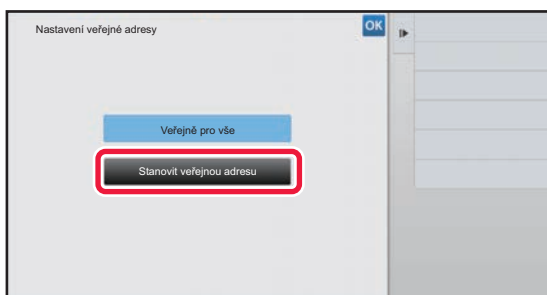 Nastavení veřejné adresy
OK
Veřejně pro vše
Stanovit veřejnou adresu